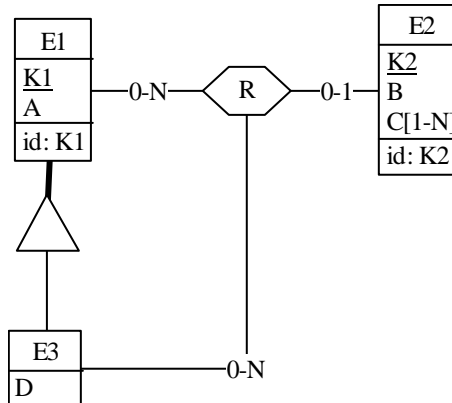 E1
K1
A
id: K1
0-N
R
0-1
E2
K2
B
C[1-N]
id: K2
E3
D
0-N